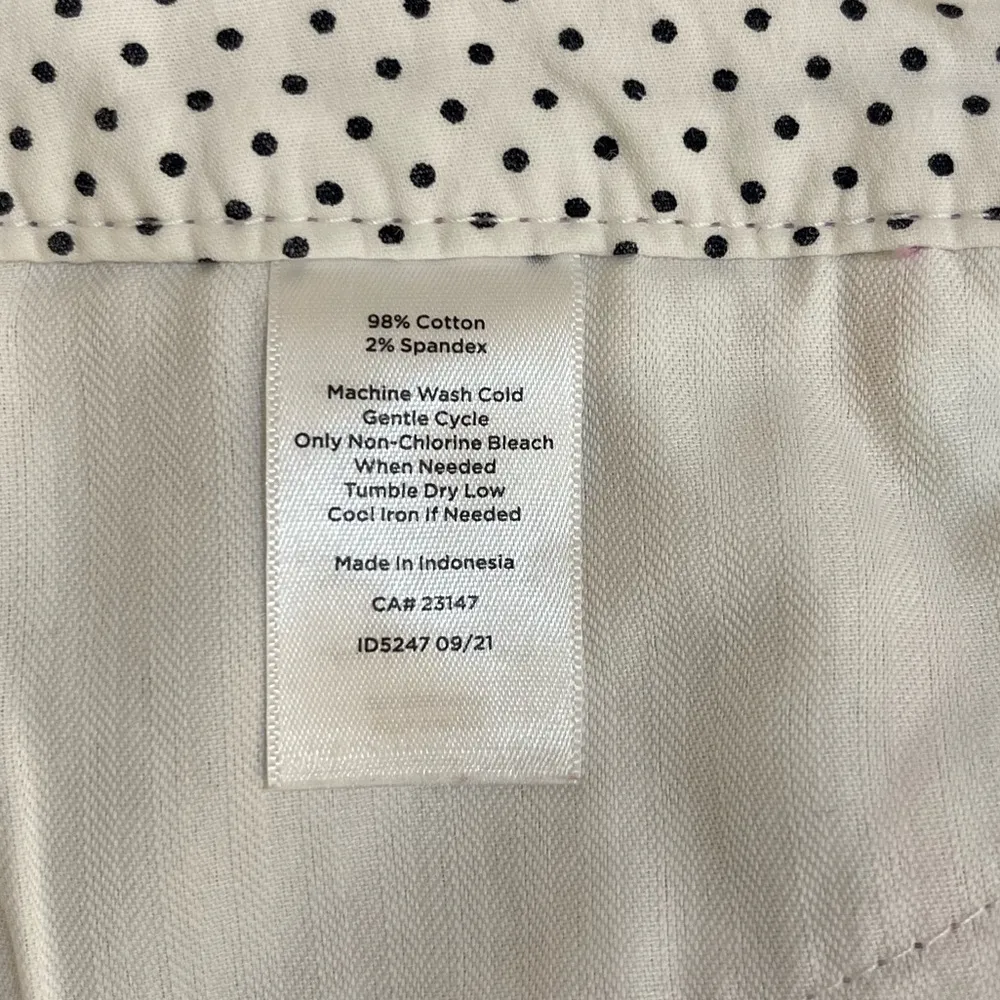 98% Cotton
2% Spandex
Machine Wash Cold
Gentle Cycle
Only Non-Chlorine Bleach
When Needed
Tumble Dry Low
Cool Iron If Needed
Made In Indonesia
CA# 23147
ID5247 09/21